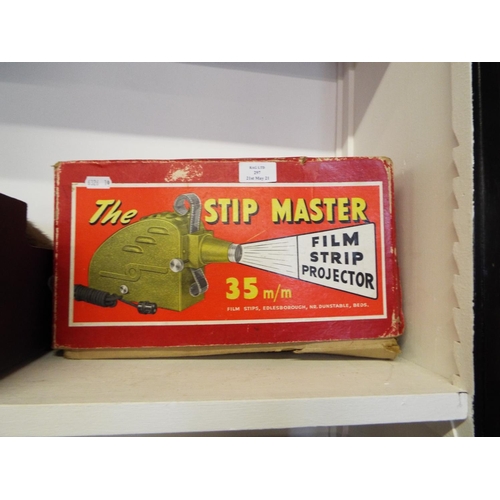 The STIP MASTER
FILM
STRIP
PROJECTOR
35 m/m
FILM STIPS, EDLESBOROUGH, NR. DUNSTABLE, BEDS.